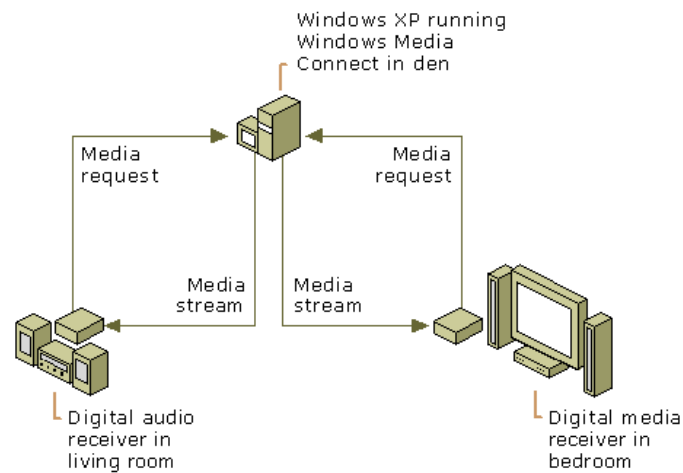 Windows XP running
Windows Media
Connect in den
Media
request
Media
request
Media
stream
Media
stream
Digital audio
receiver in
living room
Digital media
receiver in
bedroom